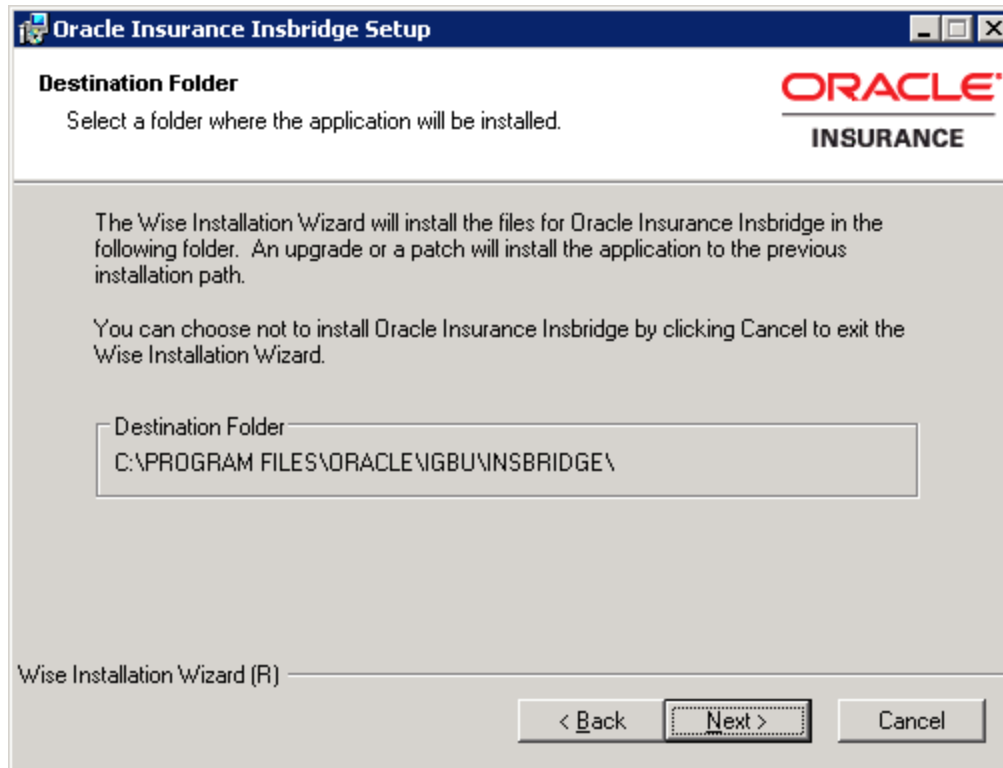 Oracle Insurance Insbridge Setup
Destination Folder
Select a folder where the application will be installed.
ORACLE
INSURANCE
The Wise Installation Wizard will install the files for Oracle Insurance Insbridge in the
following folder.  An upgrade or a patch will install the application to the previous
installation path.
You can choose not to install Oracle Insurance Insbridge by clicking Cancel to exit the
Wise Installation Wizard.
Destination Folder
C:\PROGRAM FILES\ORACLE\IGBU\INSBRIDGE\
Wise Installation Wizard (R)
< Back Next > Cancel